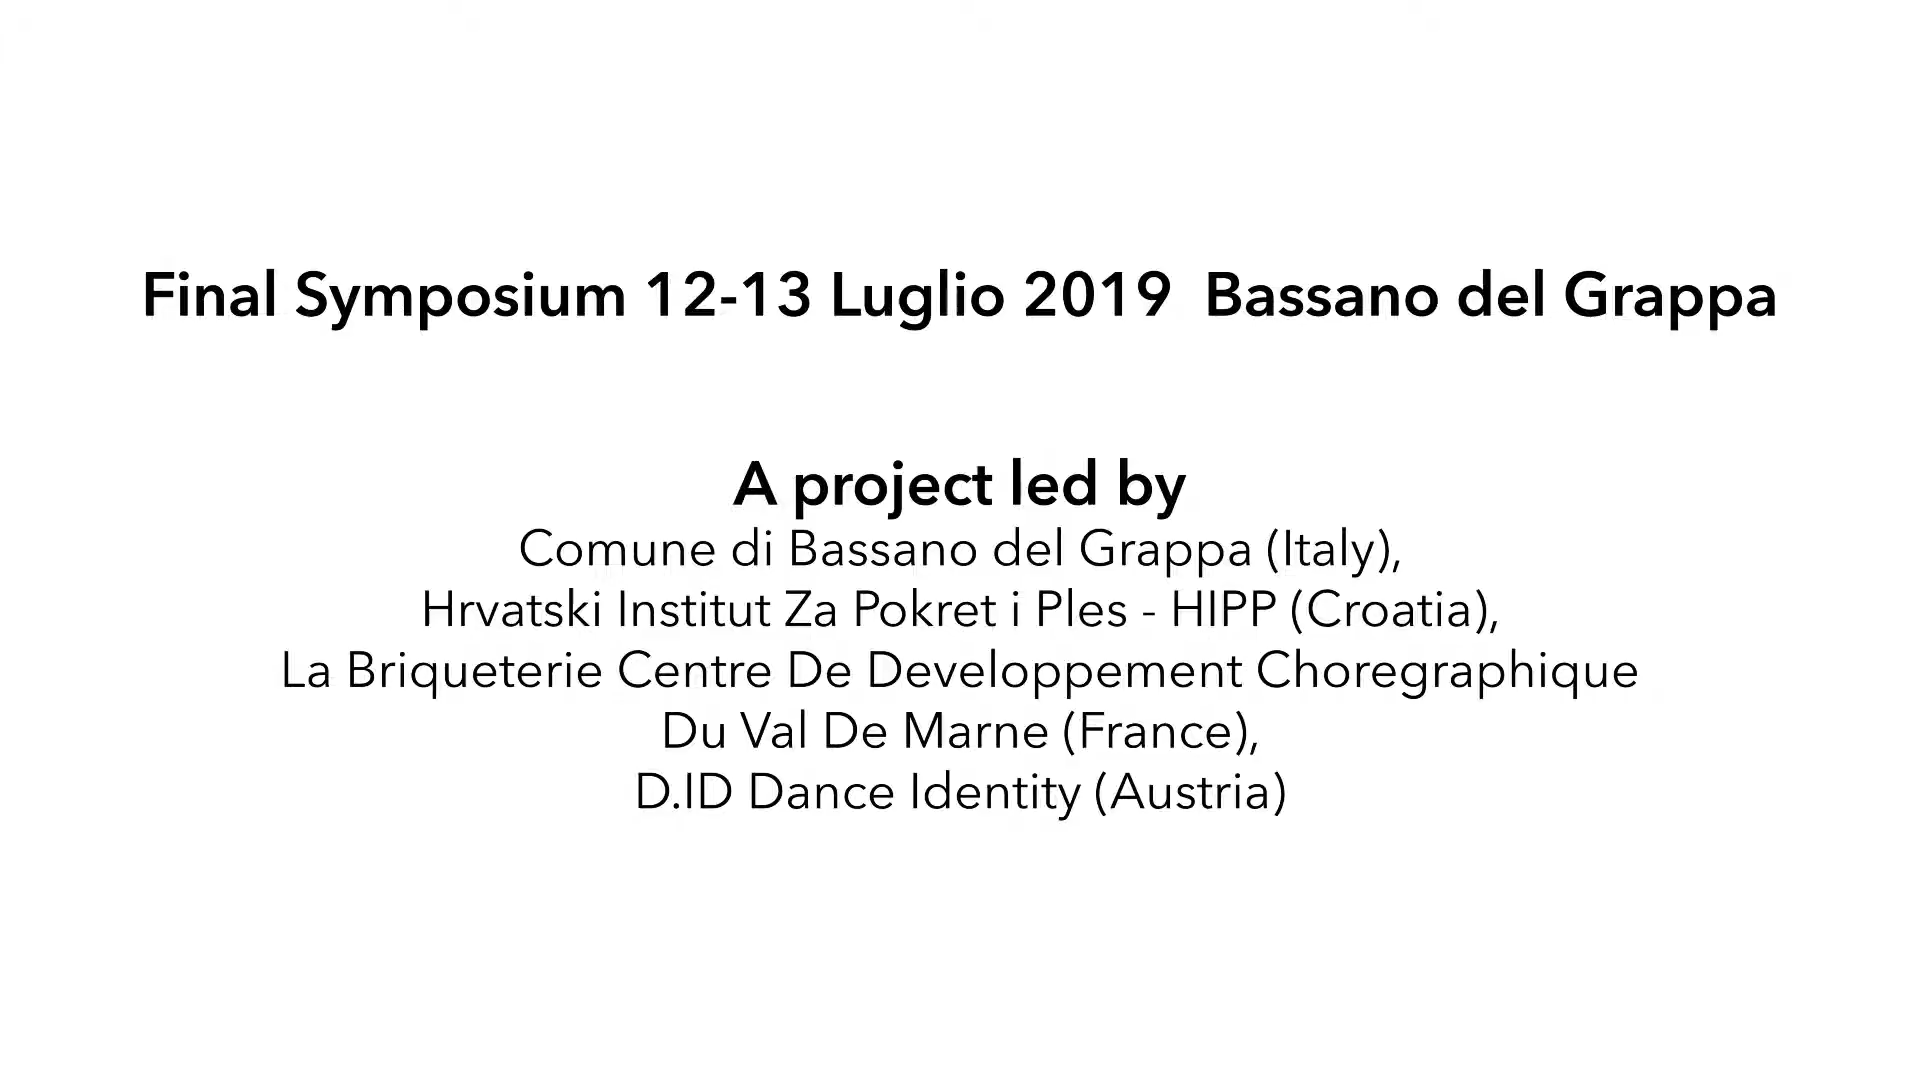 Final Symposium 12-13 Luglio 2019  Bassano del Grappa
A project led by
Comune di Bassano del Grappa (Italy),
Hrvatski Institut Za Pokret i Ples - HIPP (Croatia),
La Briqueterie Centre De Developpement Choregraphique
Du Val De Marne (France),
D.ID Dance Identity (Austria)